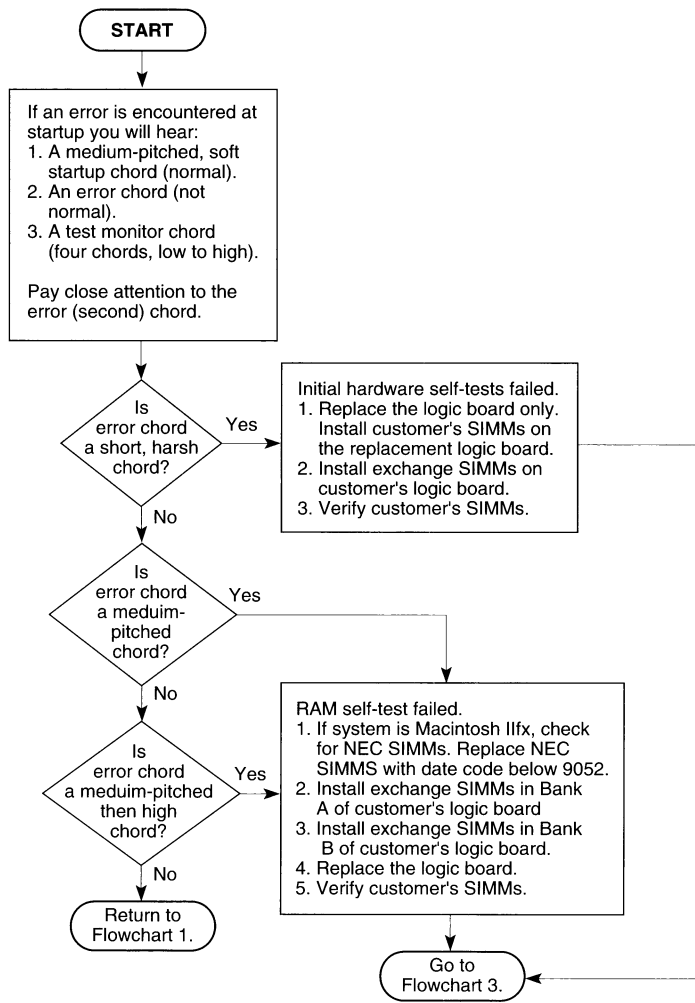 START
If an error is encountered at
startup you will hear:
1. A medium-pitched, soft
startup chord (normal).
2. An error chord (not
normal).
3. A test monitor chord
(four chords, low to high).
Pay close attention to the
error (second) chord.
Is
error chord
a short, harsh
chord?
Yes
Initial hardware self-tests failed.
1. Replace the logic board only.
Install customer's SIMMs on
the replacement logic board.
2. Install exchange SIMMs on
customer's logic board.
3. Verify customer's SIMMs.
No
Is
error chord
a meduim-
pitched
chord?
Yes
No
RAM self-test failed.
1. If system is Macintosh IIfx, check
for NEC SIMMs. Replace NEC
SIMMS with date code below 9052.
2. Install exchange SIMMs in Bank
A of customer's logic board
3. Install exchange SIMMs in Bank
B of customer's logic board.
4. Replace the logic board.
5. Verify customer's SIMMs.
Is
error chord
a meduim-pitched
then high
chord?
Yes
No
Return to
Flowchart 1.
Go to
Flowchart 3.